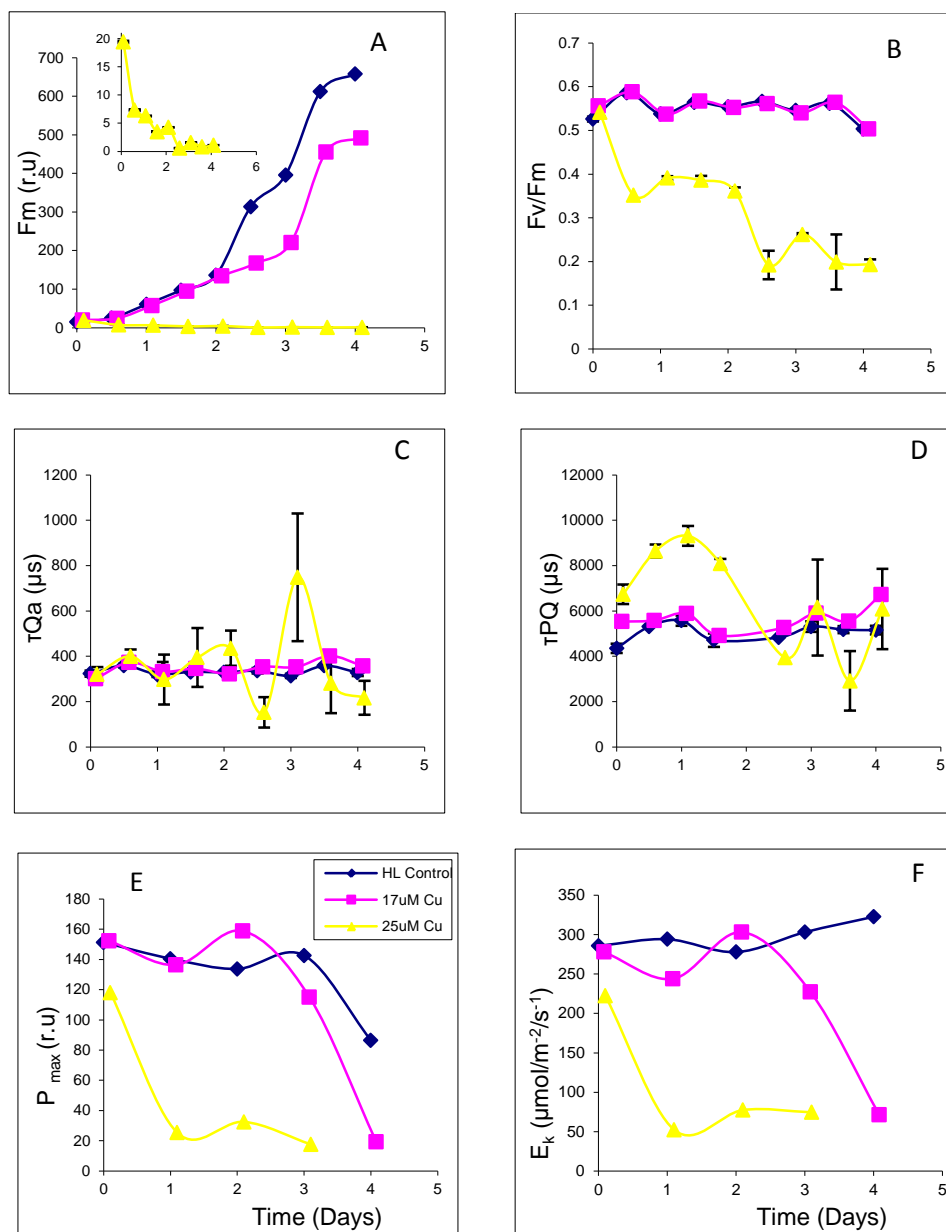 A
Fm (r.u)
700
600
500
400
300
200
100
0
0 1 2 3 4 5
20
15
10
5
0
0 2 4 6
B
Fv/Fm
0.7
0.6
0.5
0.4
0.3
0.2
0.1
0
0 1 2 3 4 5
C
τQa (µs)
1200
1000
800
600
400
200
0
0 1 2 3 4 5
D
τPQ (µs)
12000
10000
8000
6000
4000
2000
0
0 1 2 3 4 5
E
HL Control
17uM Cu
25uM Cu
P max (r.u)
180
160
140
120
100
80
60
40
20
0
0 1 2 3 4 5
Time (Days)
F
Ek (µmol/m⁻²/s⁻¹)
350
300
250
200
150
100
50
0
0 1 2 3 4 5
Time (Days)